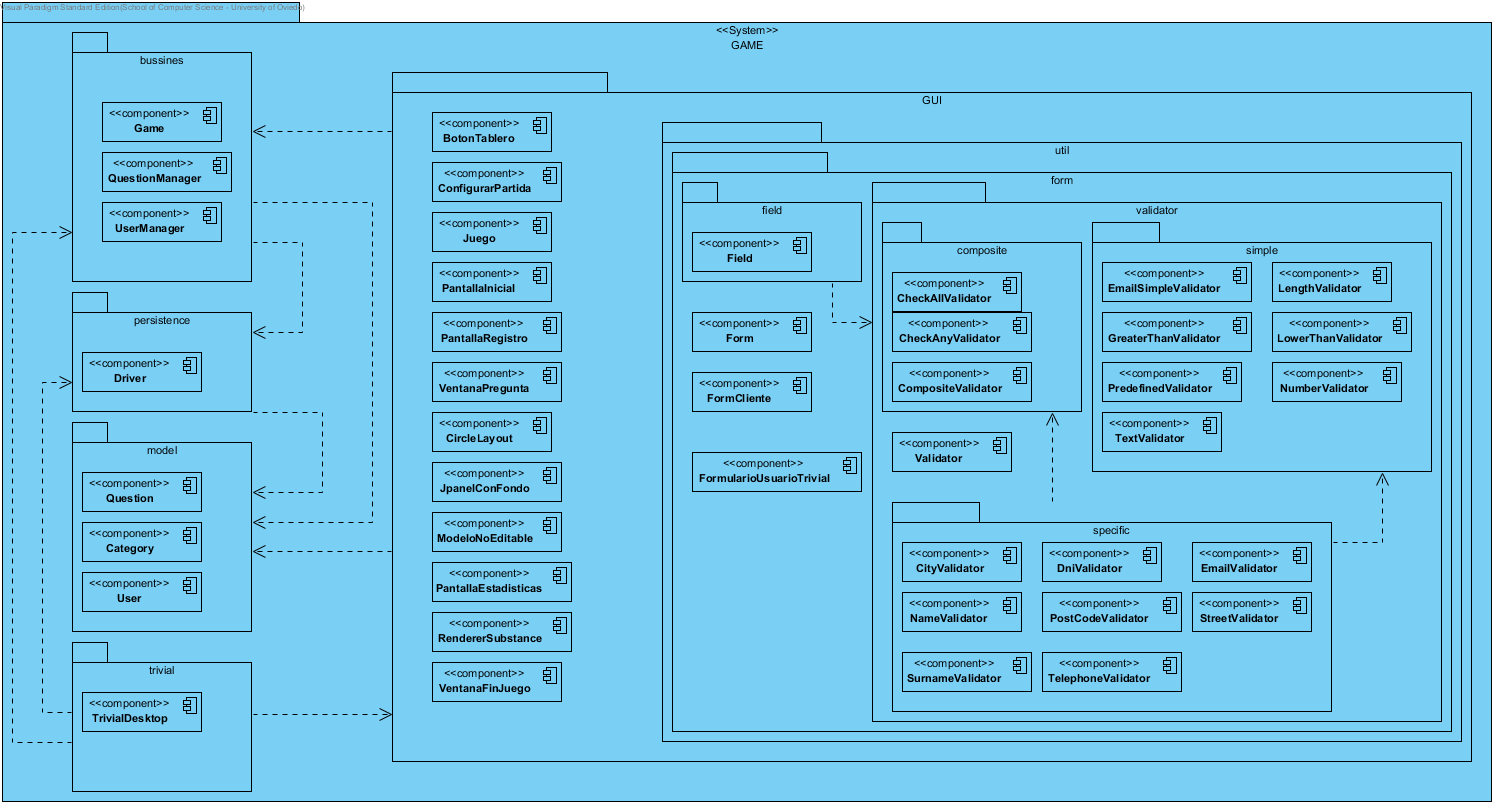 Visual Paradigm Standard Edition(School of Computer Science - University of Oviedo)
<<System>>
GAME
bussines
<<component>>
Game
<<component>>
QuestionManager
<<component>>
UserManager
persistence
<<component>>
Driver
model
<<component>>
Question
<<component>>
Category
<<component>>
User
trivial
<<component>>
TrivialDesktop
GUI
<<component>>
BotonTablero
<<component>>
ConfigurarPartida
<<component>>
Juego
<<component>>
PantallaInicial
<<component>>
PantallaRegistro
<<component>>
VentanaPregunta
<<component>>
CircleLayout
<<component>>
JpanelConFondo
<<component>>
ModeloNoEditable
<<component>>
PantallaEstadisticas
<<component>>
RendererSubstance
<<component>>
VentanaFinJuego
util
form
field
<<component>>
Field
<<component>>
Form
<<component>>
FormCliente
<<component>>
FormularioUsuarioTrivial
validator
composite
<<component>>
CheckAllValidator
<<component>>
CheckAnyValidator
<<component>>
CompositeValidator
<<component>>
Validator
simple
<<component>>
EmailSimpleValidator
<<component>>
LengthValidator
<<component>>
GreaterThanValidator
<<component>>
LowerThanValidator
<<component>>
PredefinedValidator
<<component>>
NumberValidator
<<component>>
TextValidator
specific
<<component>>
CityValidator
<<component>>
DniValidator
<<component>>
EmailValidator
<<component>>
NameValidator
<<component>>
PostCodeValidator
<<component>>
StreetValidator
<<component>>
SurnameValidator
<<component>>
TelephoneValidator